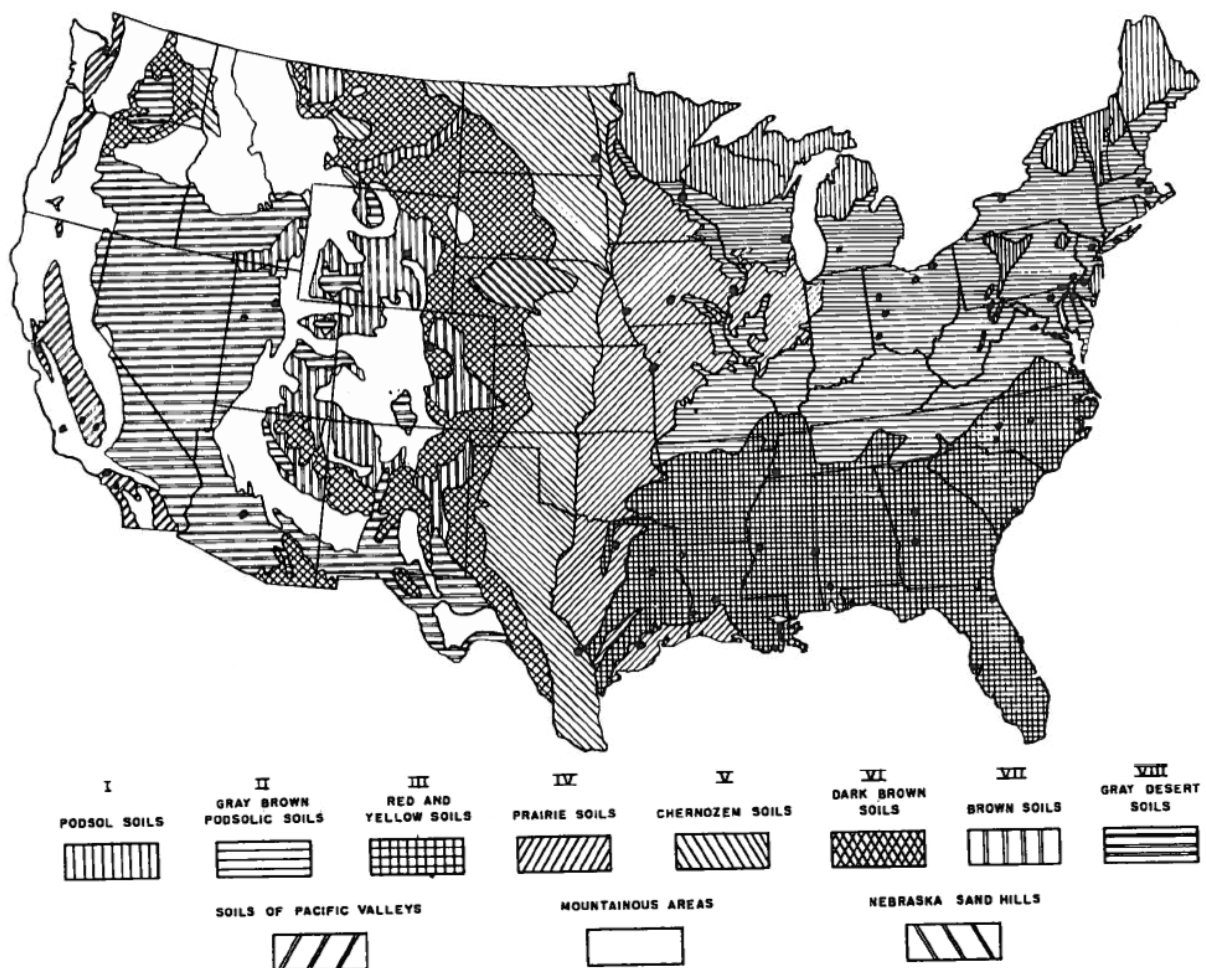 I
II
III
IV
V
VI
VII
VIII
PODSOL SOILS
GRAY BROWN
PODSOLIC SOILS
RED AND
YELLOW SOILS
PRAIRIE SOILS
CHERNOZEM SOILS
DARK BROWN
SOILS
BROWN SOILS
GRAY DESERT
SOILS
SOILS OF PACIFIC VALLEYS
MOUNTAINOUS AREAS
NEBRASKA SAND HILLS